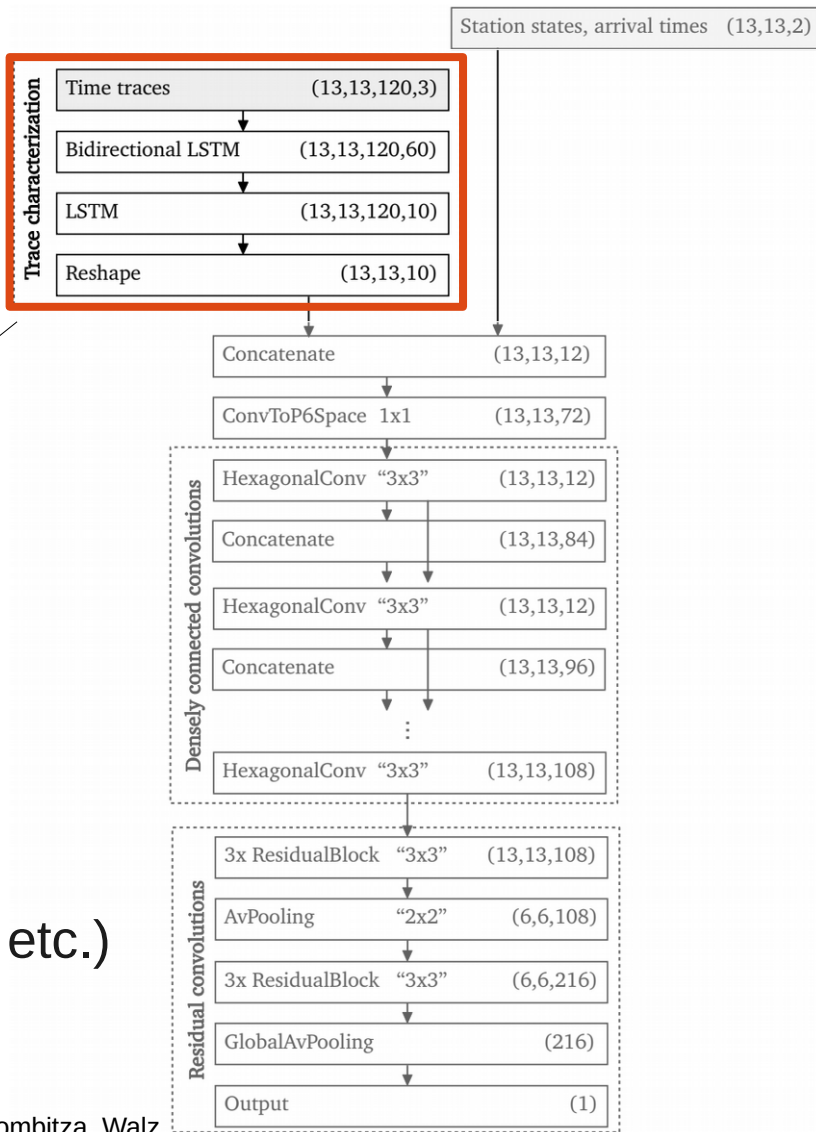 Station states, arrival times (13,13,2)
Trace characterization
Time traces (13,13,120,3)
Bidirectional LSTM (13,13,120,60)
LSTM (13,13,120,10)
Reshape (13,13,10)
Concatenate (13,13,12)
ConvToP6Space 1x1 (13,13,72)
Densely connected convolutions
HexagonalConv “3x3” (13,13,12)
Concatenate (13,13,84)
HexagonalConv “3x3” (13,13,12)
Concatenate (13,13,96)
⋮
HexagonalConv “3x3” (13,13,108)
Residual convolutions
3x ResidualBlock “3x3” (13,13,108)
AvPooling “2x2” (6,6,108)
3x ResidualBlock “3x3” (6,6,216)
GlobalAvPooling (216)
Output (1)
etc.)
Walz